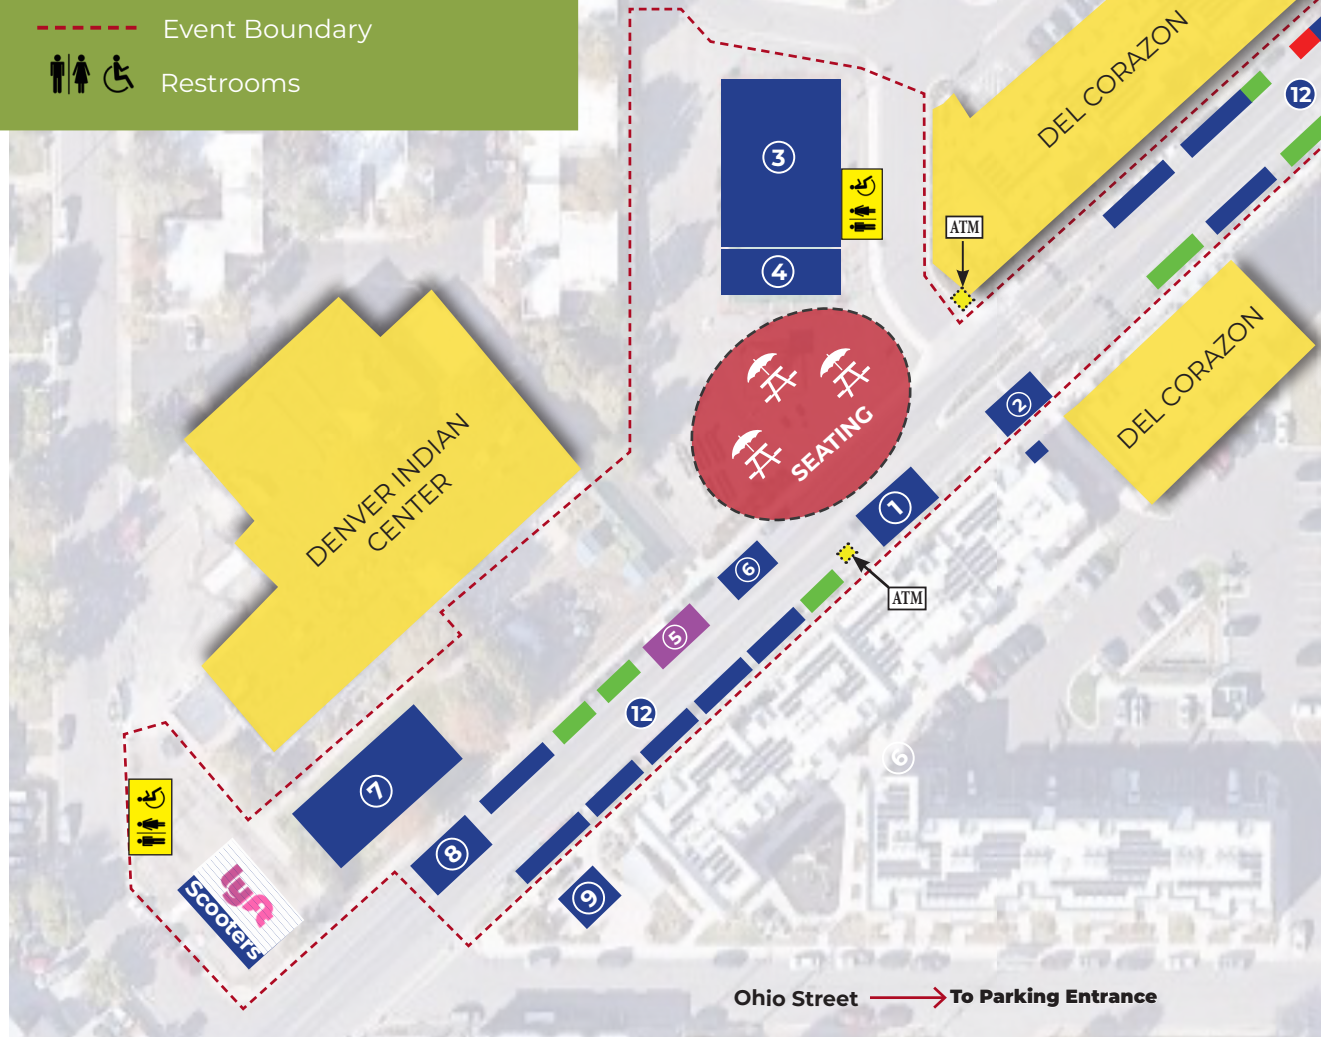 Event Boundary
Restrooms
DEL CORAZON
12
3
4
ATM
DEL CORAZON
2
SEATING
1
DENVER INDIAN
CENTER
6
ATM
5
12
6
7
8
9
lyft
Scooters
Ohio Street
To Parking Entrance